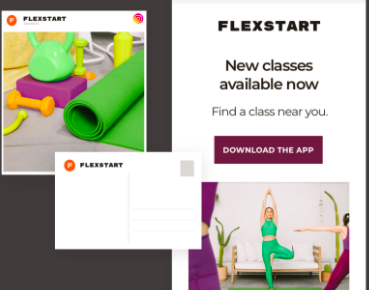 FLEXSTART
FLEXSTART
FLEXSTART
New classes
available now
Find a class near you.
DOWNLOAD THE APP